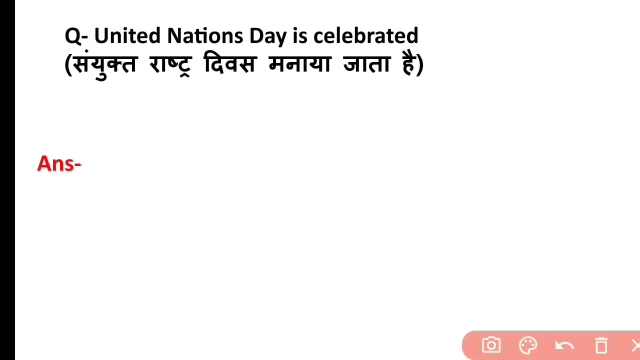 Q- United Nations Day is celebrated
(संयुक्त राष्ट्र दिवस मनाया जाता है)
Ans-